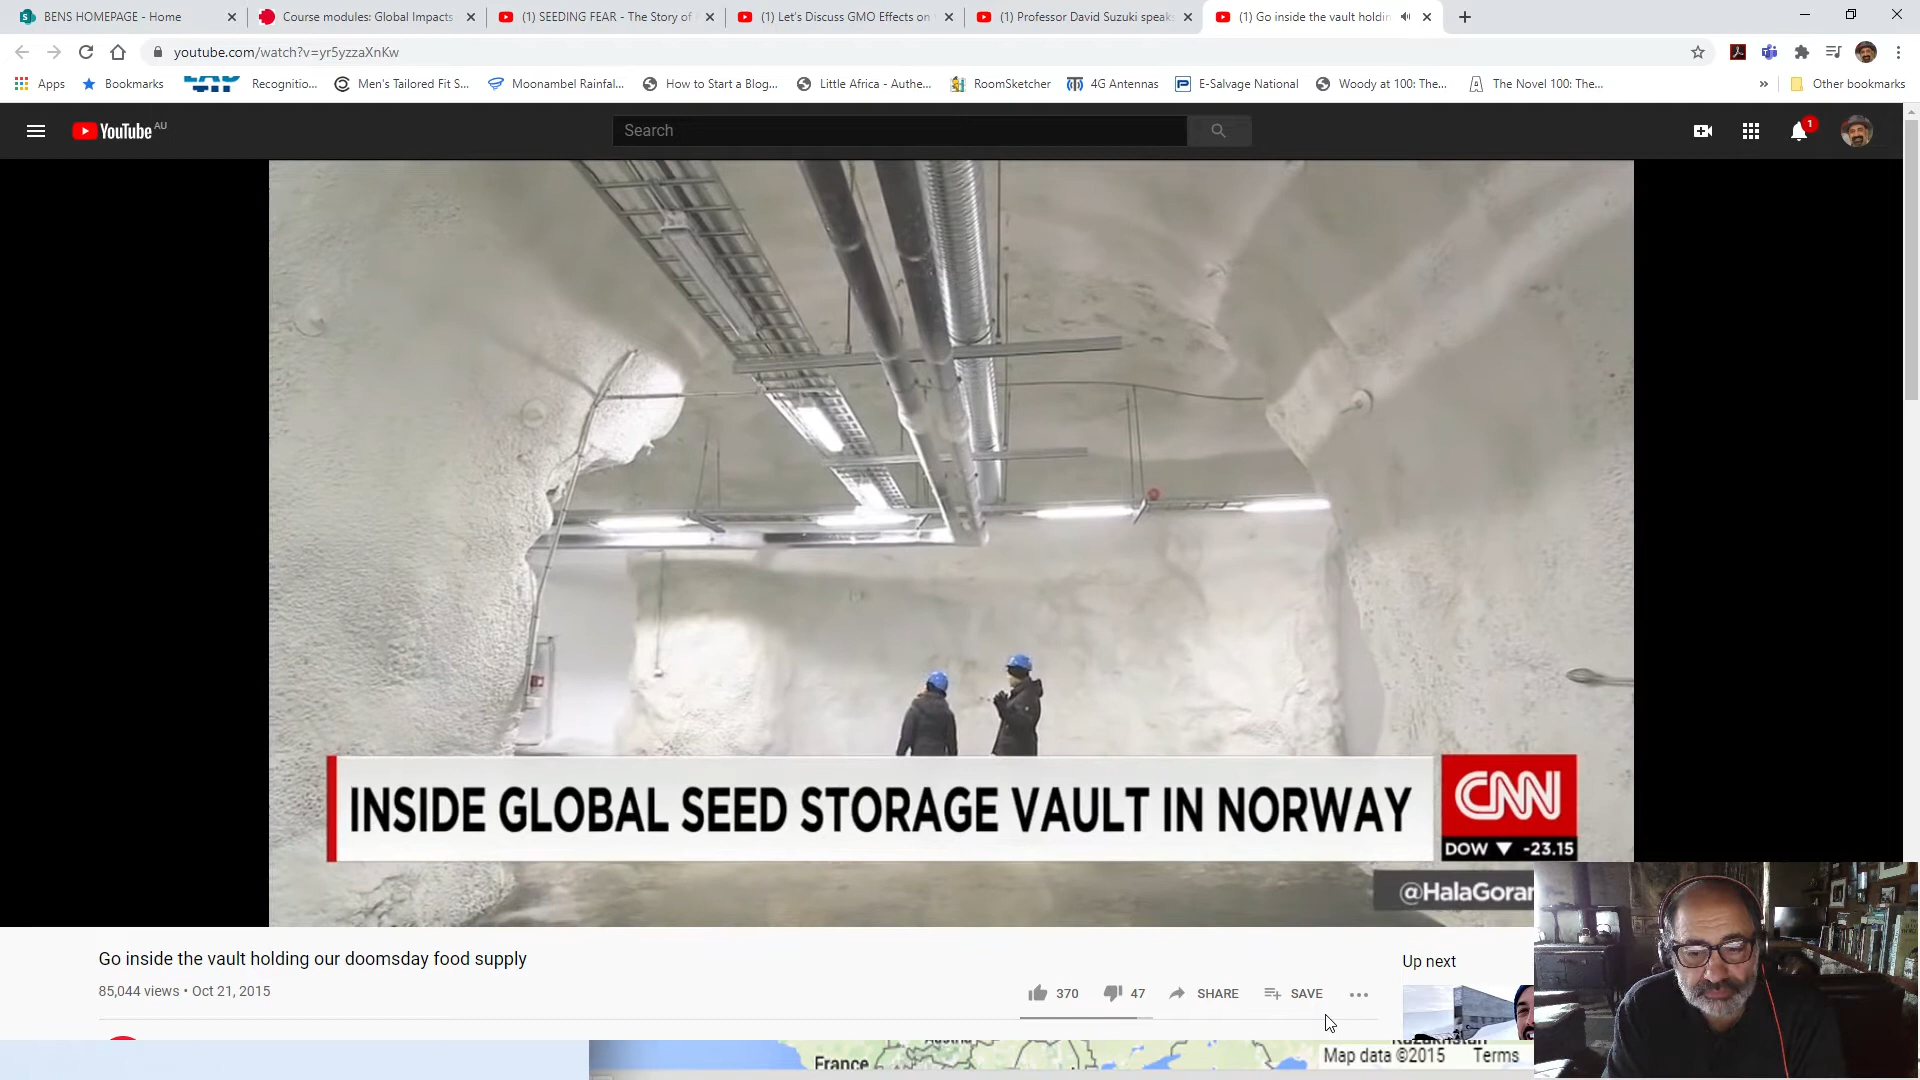 BENS HOMEPAGE - Home
Course modules: Global Impacts
(1) SEEDING FEAR - The Story of
(1) Let's Discuss GMO Effects on
(1) Professor David Suzuki speaks
(1) Go inside the vault holdin
youtube.com/watch?v=yr5yzzaXnKw
Apps
Bookmarks
Recognitio...
Men's Tailored Fit S...
Moonambel Rainfal...
How to Start a Blog...
Little Africa - Authe...
RoomSketcher
4G Antennas
E-Salvage National
Woody at 100: The...
The Novel 100: The...
»
Other bookmarks
YouTube AU
Search
1
INSIDE GLOBAL SEED STORAGE VAULT IN NORWAY
CNN
DOW ▼ -23.15
@HalaGoran
Go inside the vault holding our doomsday food supply
85,044 views • Oct 21, 2015
370
47
SHARE
SAVE
Up next
France
Map data ©2015
Terms